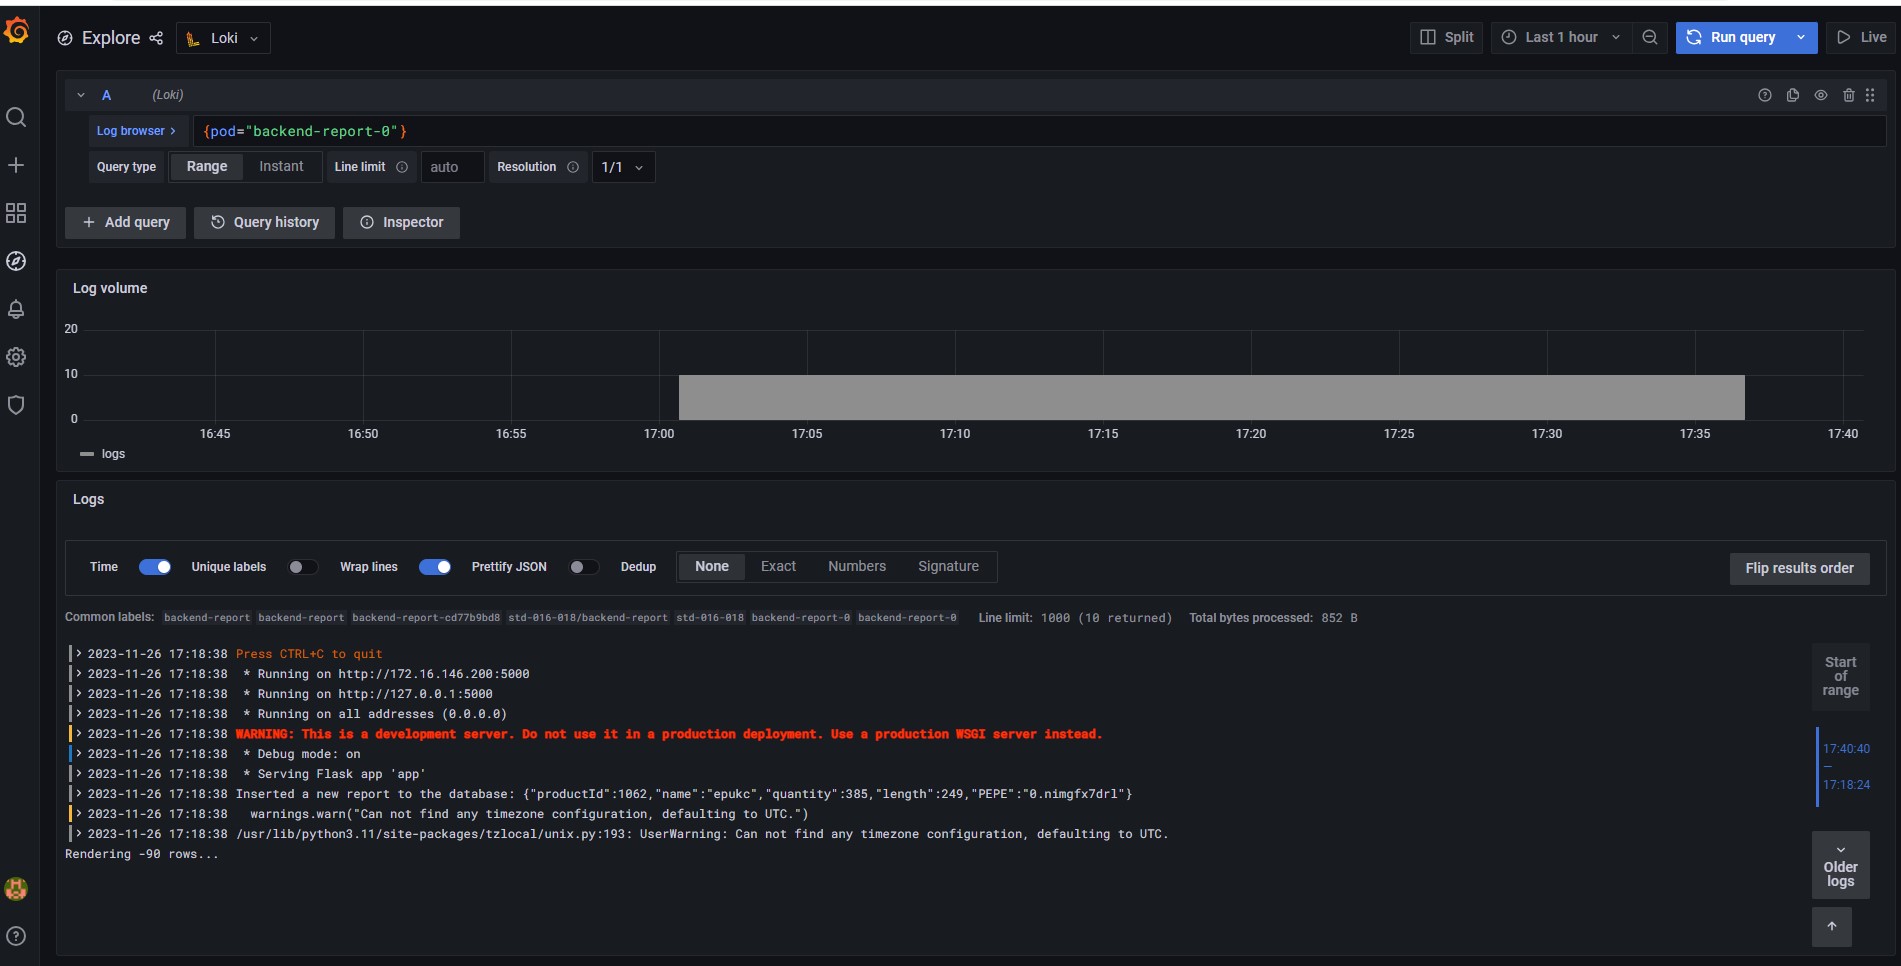 Explore Loki Split Last 1 hour Run query Live
A (Loki)
Log browser > {pod="backend-report-0"}
Query type Range Instant Line limit auto Resolution 1/1
+ Add query Query history Inspector
Log volume
20
10
0
16:45 16:50 16:55 17:00 17:05 17:10 17:15 17:20 17:25 17:30 17:35 17:40
logs
Logs
Time Unique labels Wrap lines Prettify JSON Dedup None Exact Numbers Signature Flip results order
Common labels: backend-report backend-report backend-report-cd77b9bd8 std-016-018/backend-report std-016-018 backend-report-0 backend-report-0 Line limit: 1000 (10 returned) Total bytes processed: 852 B
> 2023-11-26 17:18:38 Press CTRL+C to quit
> 2023-11-26 17:18:38 * Running on http://172.16.146.200:5000
> 2023-11-26 17:18:38 * Running on http://127.0.0.1:5000
> 2023-11-26 17:18:38 * Running on all addresses (0.0.0.0)
> 2023-11-26 17:18:38 WARNING: This is a development server. Do not use it in a production deployment. Use a production WSGI server instead.
> 2023-11-26 17:18:38 * Debug mode: on
> 2023-11-26 17:18:38 * Serving Flask app 'app'
> 2023-11-26 17:18:38 Inserted a new report to the database: {"productId":1062,"name":"epukc","quantity":385,"length":249,"PEPE":"0.nimgfx7drl"}
> 2023-11-26 17:18:38 warnings.warn("Can not find any timezone configuration, defaulting to UTC.")
> 2023-11-26 17:18:38 /usr/lib/python3.11/site-packages/tzlocal/unix.py:193: UserWarning: Can not find any timezone configuration, defaulting to UTC.
Rendering -90 rows...
Start
of
range
17:40:40
—
17:18:24
Older
logs